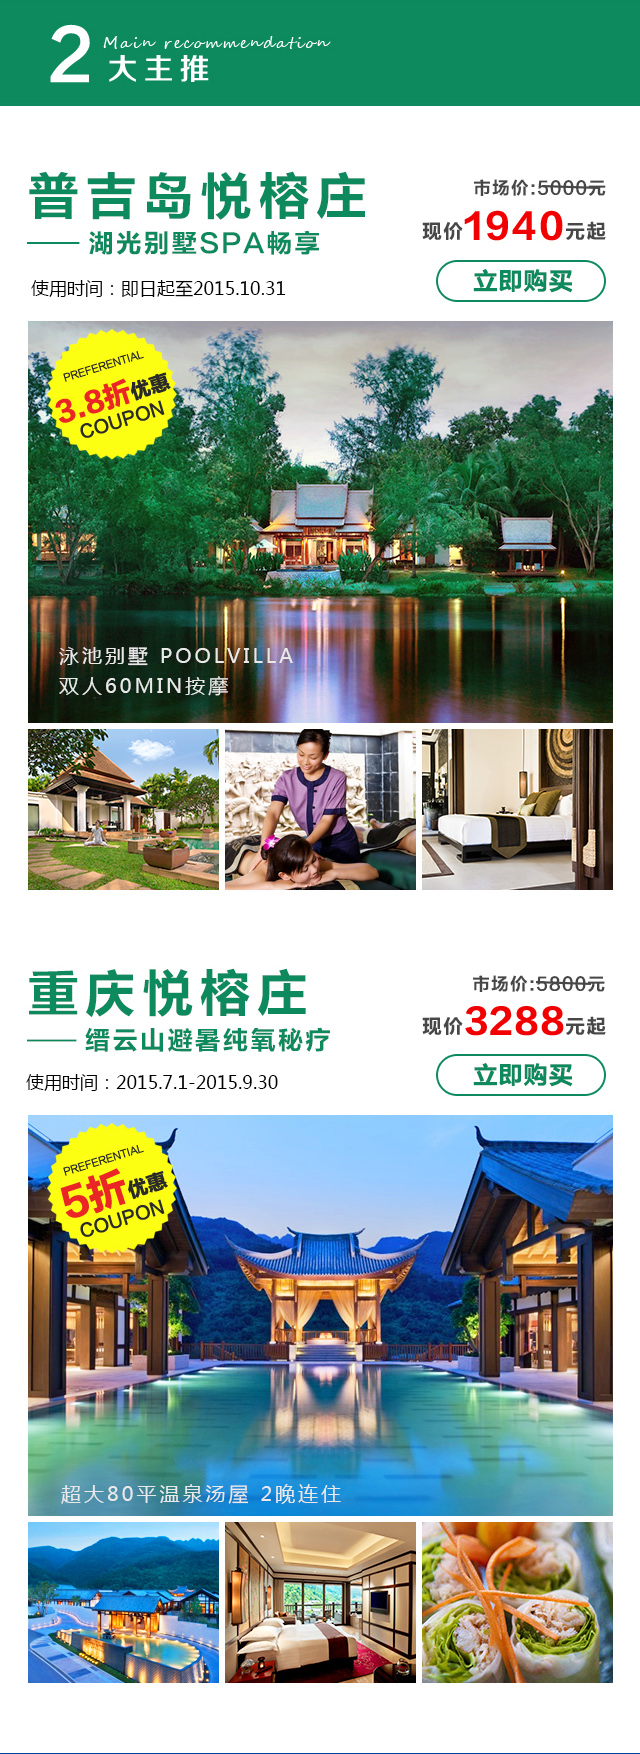 2
Main recommendation
大主推
普吉岛悦榕庄
湖光别墅SPA畅享
使用时间：即日起至2015.10.31
市场价:5000元
现价1940元起
立即购买
PREFERENTIAL
3.8折优惠
COUPON
泳池别墅 POOLVILLA
双人60MIN按摩
重庆悦榕庄
缙云山避暑纯氧秘疗
使用时间：2015.7.1-2015.9.30
市场价:5800元
现价3288元起
立即购买
PREFERENTIAL
5折优惠
COUPON
超大80平温泉汤屋 2晚连住